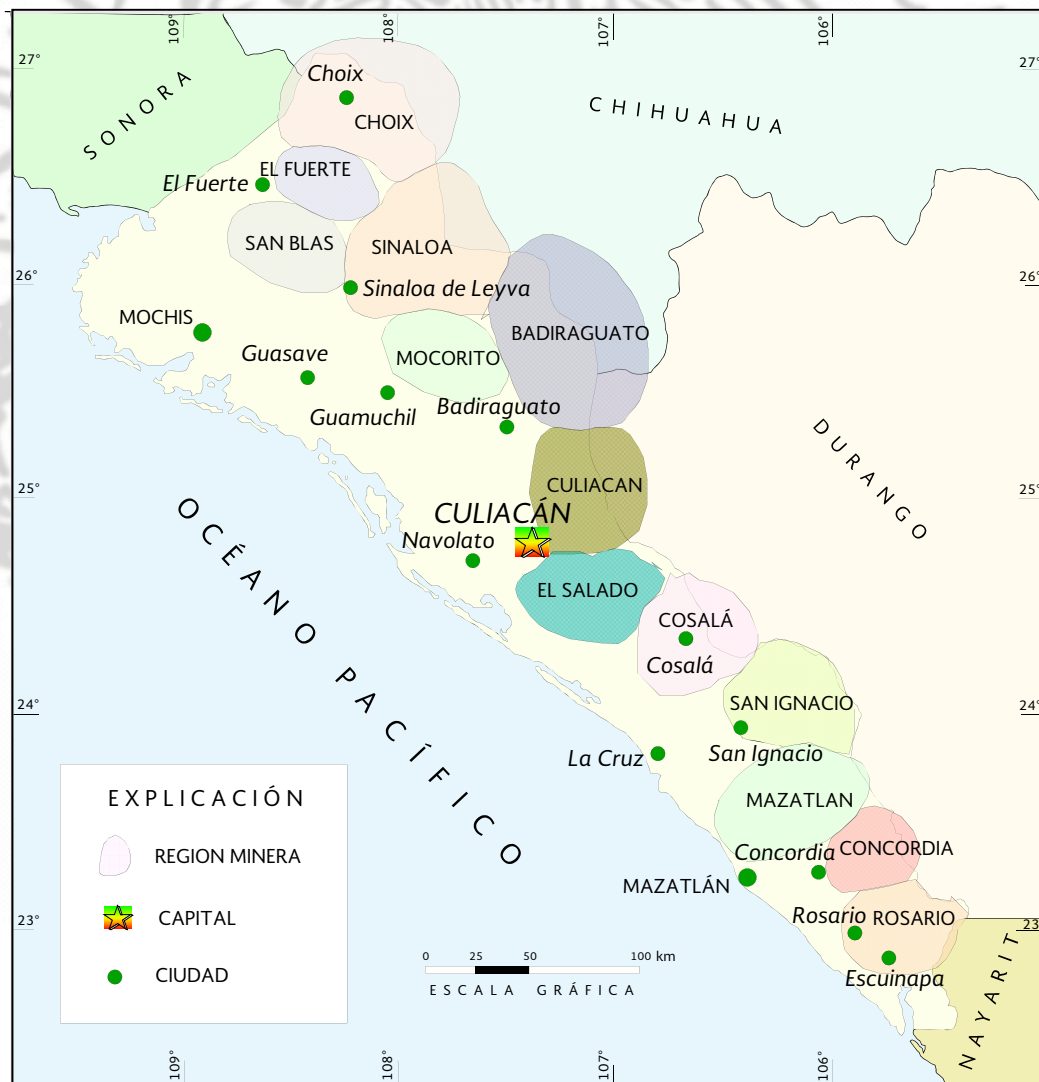 109°
108°
107°
106°
27°
27°
SONORA
CHIHUAHUA
Choix
CHOIX
EL FUERTE
El Fuerte
SAN BLAS
SINALOA
26°
26°
Sinaloa de Leyva
MOCHIS
BADIRAGUATO
Guasave
MOCORITO
Guamuchil
Badiraguato
DURANGO
25°
25°
CULIACAN
CULIACÁN
Navolato
OCÉANO PACÍFICO
EL SALADO
COSALÁ
Cosalá
24°
24°
SAN IGNACIO
San Ignacio
La Cruz
MAZATLAN
Concordia
CONCORDIA
MAZATLÁN
Rosario
ROSARIO
23°
23
Escuinapa
NAYARIT
EXPLICACIÓN
REGION MINERA
CAPITAL
CIUDAD
0 25 50 100 km
ESCALA GRÁFICA
109°
108°
107°
106°